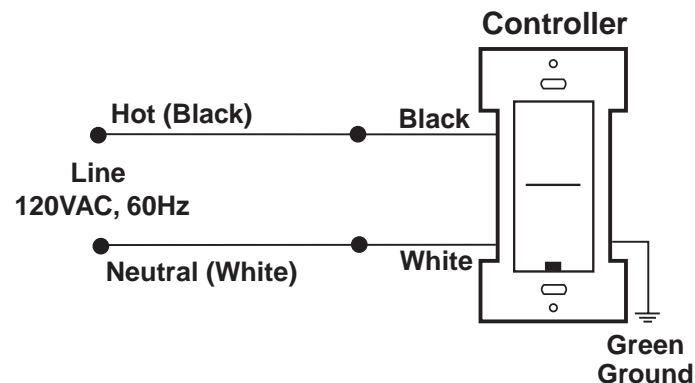 Controller
Hot (Black)
Black
Line
120VAC, 60Hz
White
Neutral (White)
Green
Ground